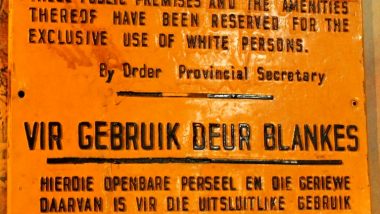 THESE PUBLIC PREMISES AND THE AMENITIES
THEREOF HAVE BEEN RESERVED FOR THE
EXCLUSIVE USE OF WHITE PERSONS.
By Order Provincial Secretary
VIR GEBRUIK DEUR BLANKES
HIERDIE OPENBARE PERSEEL EN DIE GERIEWE
DAARVAN IS VIR DIE UITSLUITLIKE GEBRUIK